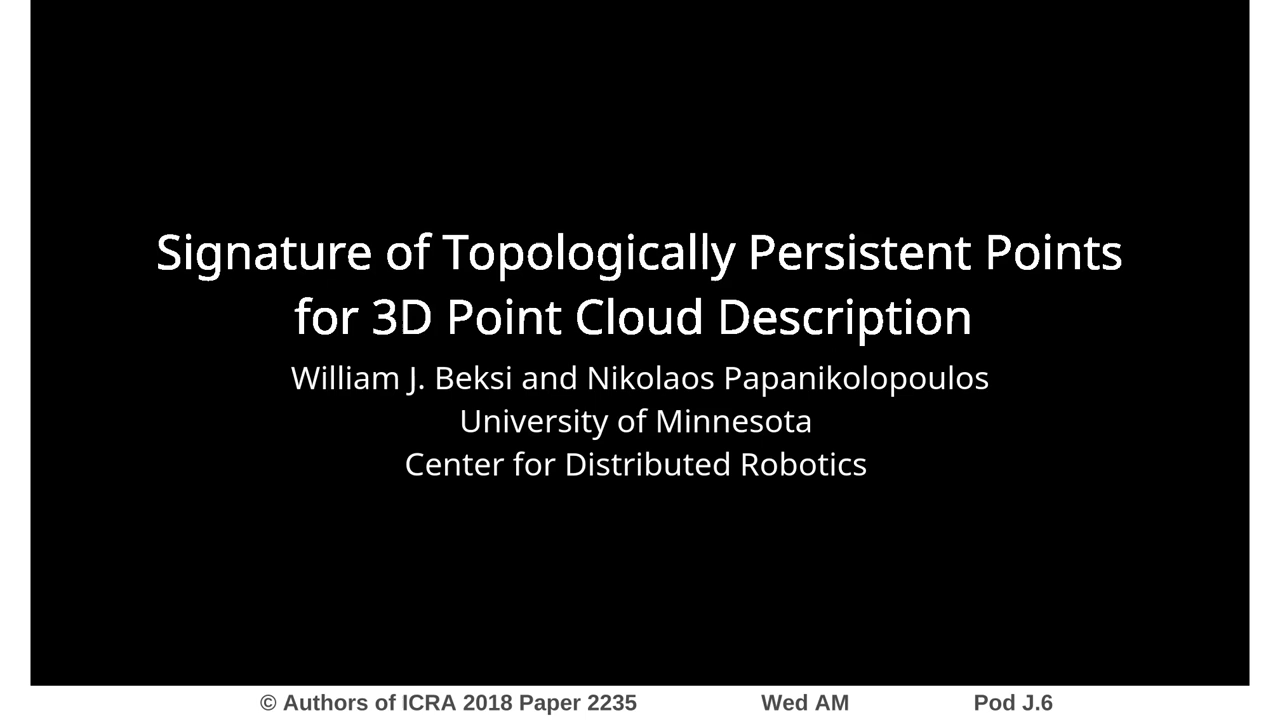 Signature of Topologically Persistent Points
for 3D Point Cloud Description
William J. Beksi and Nikolaos Papanikolopoulos
University of Minnesota
Center for Distributed Robotics
© Authors of ICRA 2018 Paper 2235 Wed AM Pod J.6